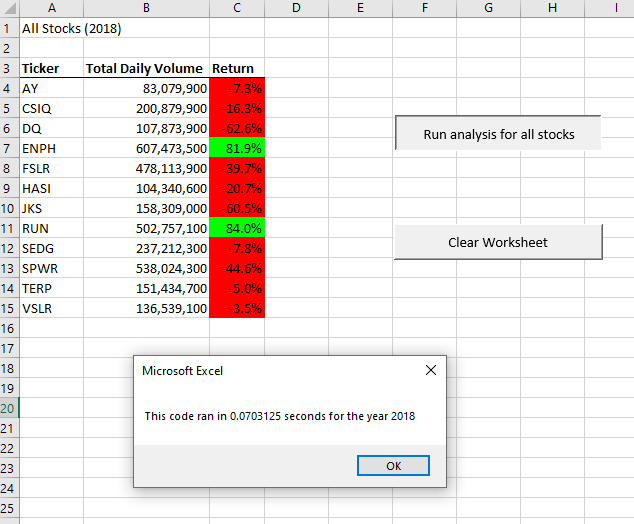 A B C D E F G H I
1 All Stocks (2018)
2
3 Ticker Total Daily Volume Return
4 AY 83,079,900 -7.3%
5 CSIQ 200,879,900 -16.3%
6 DQ 107,873,900 -62.6%
Run analysis for all stocks
7 ENPH 607,473,500 81.9%
8 FSLR 478,113,900 -39.7%
9 HASI 104,340,600 -20.7%
10 JKS 158,309,000 -60.5%
11 RUN 502,757,100 84.0%
12 SEDG 237,212,300 -7.8%
Clear Worksheet
13 SPWR 538,024,300 -44.6%
14 TERP 151,434,700 -5.0%
15 VSLR 136,539,100 -3.5%
16
17
18
19
20
21
22
23
24
25
Microsoft Excel
This code ran in 0.0703125 seconds for the year 2018
OK